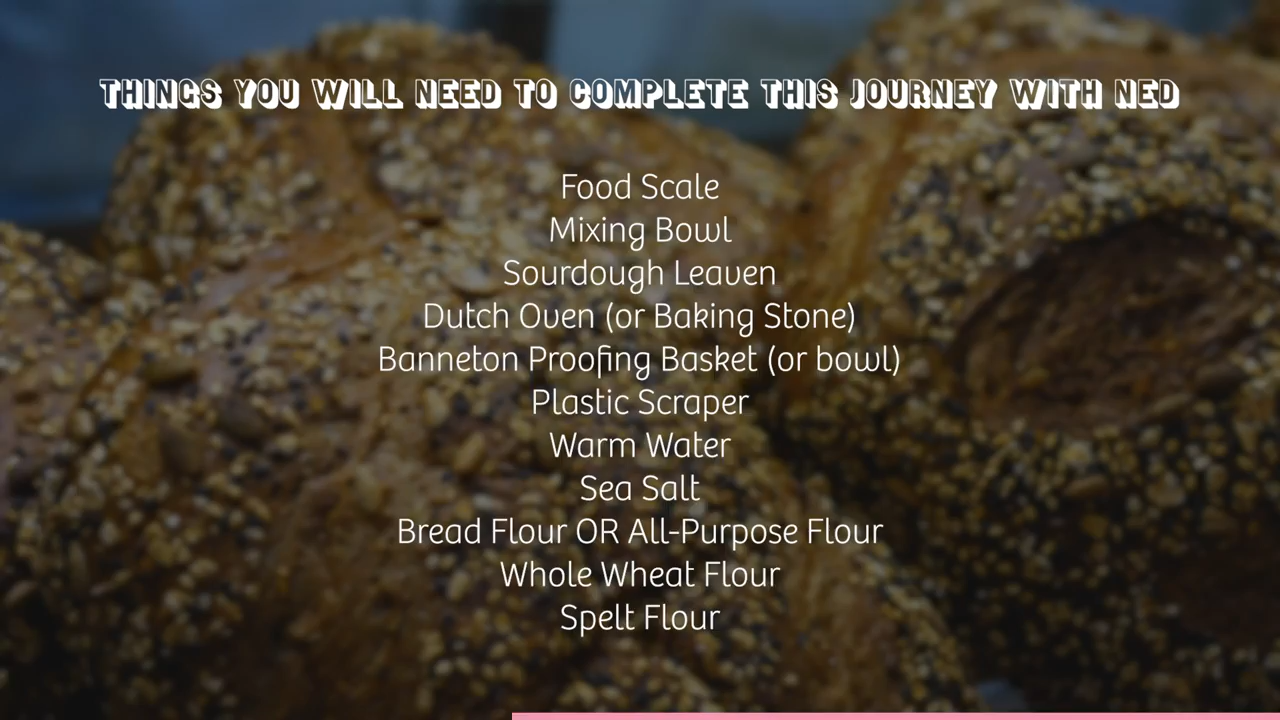 THINGS YOU WILL NEED TO COMPLETE THIS JOURNEY WITH NED
Food Scale
Mixing Bowl
Sourdough Leaven
Dutch Oven (or Baking Stone)
Banneton Proofing Basket (or bowl)
Plastic Scraper
Warm Water
Sea Salt
Bread Flour OR All-Purpose Flour
Whole Wheat Flour
Spelt Flour